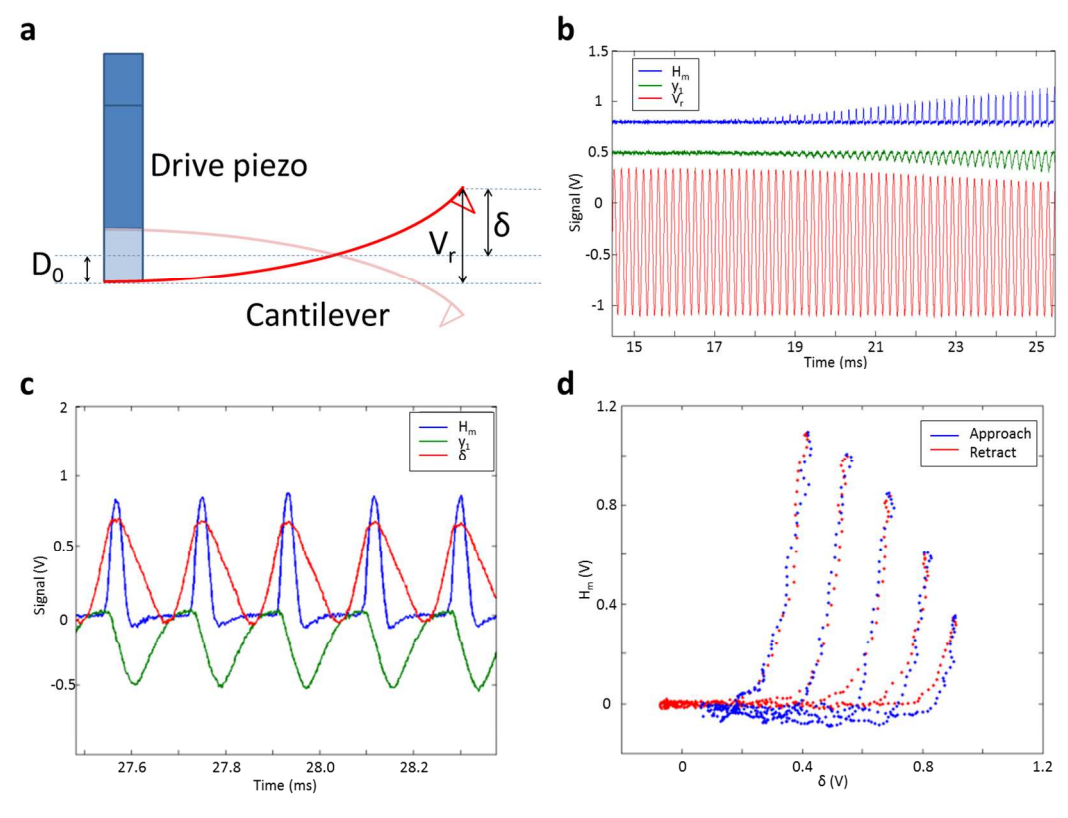 a
Drive piezo
D₀
Vᵣ
δ
Cantilever
b
1.5
1
0.5
0
-0.5
-1
Signal (V)
Hₘ
y₁
Vᵣ
15 17 19 21 23 25
Time (ms)
c
2
1
0.5
0
-0.5
Signal (V)
Hₘ
y₁
δ
27.6 27.8 28.0 28.2
Time (ms)
d
1.2
0.8
0.4
0
Hₘ (V)
Approach
Retract
0 0.4 0.8 1.2
δ (V)